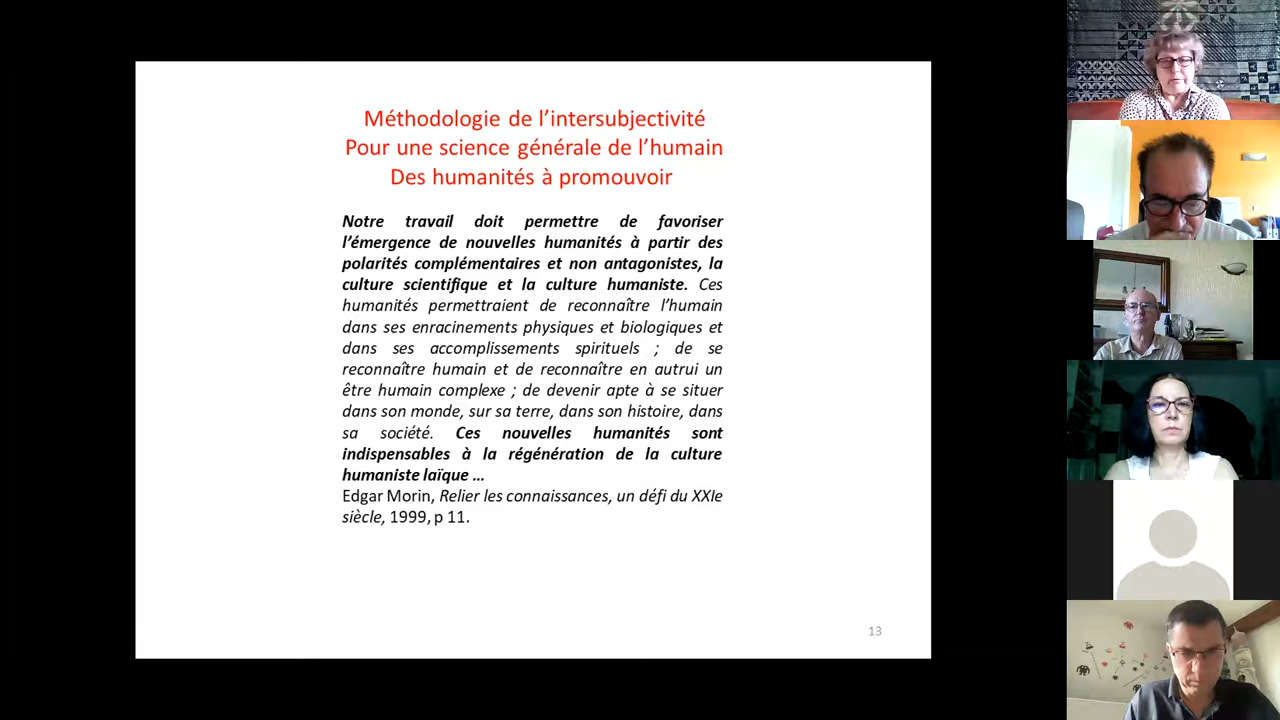 Méthodologie de l’intersubjectivité
Pour une science générale de l’humain
Des humanités à promouvoir
Notre travail doit permettre de favoriser
l’émergence de nouvelles humanités à partir des
polarités complémentaires et non antagonistes, la
culture scientifique et la culture humaniste. Ces
humanités permettraient de reconnaître l’humain
dans ses enracinements physiques et biologiques et
dans ses accomplissements spirituels ; de se
reconnaître humain et de reconnaître en autrui un
être humain complexe ; de devenir apte à se situer
dans son monde, sur sa terre, dans son histoire, dans
sa société. Ces nouvelles humanités sont
indispensables à la régénération de la culture
humaniste laïque …
Edgar Morin, Relier les connaissances, un défi du XXIe
siècle, 1999, p 11.
13